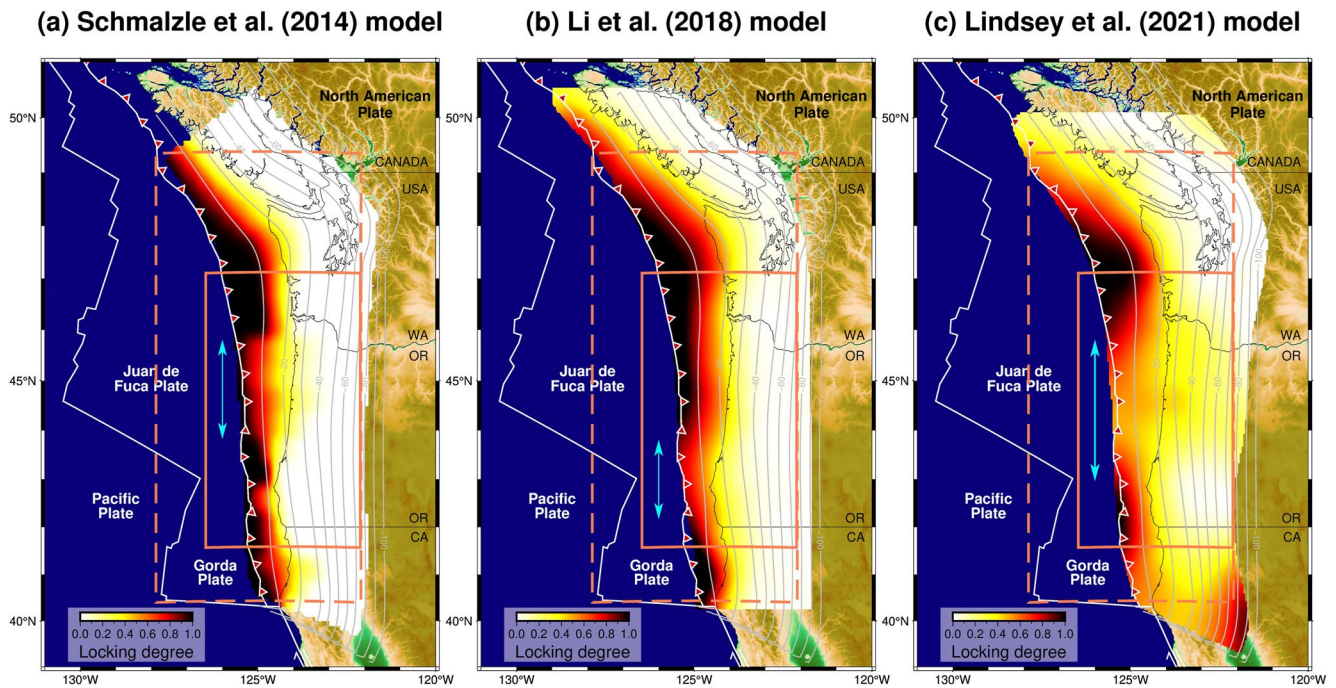 (a) Schmalzle et al. (2014) model
(b) Li et al. (2018) model
(c) Lindsey et al. (2021) model
50°N
45°N
40°N
130°W
125°W
120°W
North American
Plate
CANADA
USA
WA
OR
Juan de
Fuca Plate
Pacific
Plate
OR
CA
Gorda
Plate
0.0 0.2 0.4 0.6 0.8 1.0
Locking degree
50°N
45°N
40°N
130°W
125°W
120°W
North American
Plate
CANADA
USA
WA
OR
Juan de
Fuca Plate
Pacific
Plate
OR
CA
Gorda
Plate
0.0 0.2 0.4 0.6 0.8 1.0
Locking degree
50°N
45°N
40°N
130°W
125°W
120°W
North American
Plate
CANADA
USA
WA
OR
Juan de
Fuca Plate
Pacific
Plate
OR
CA
Gorda
Plate
0.0 0.2 0.4 0.6 0.8 1.0
Locking degree